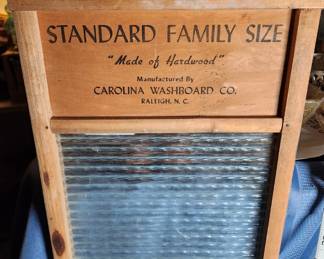 STANDARD FAMILY SIZE
"Made of Hardwood"
Manufactured By
CAROLINA WASHBOARD CO.
RALEIGH, N. C.